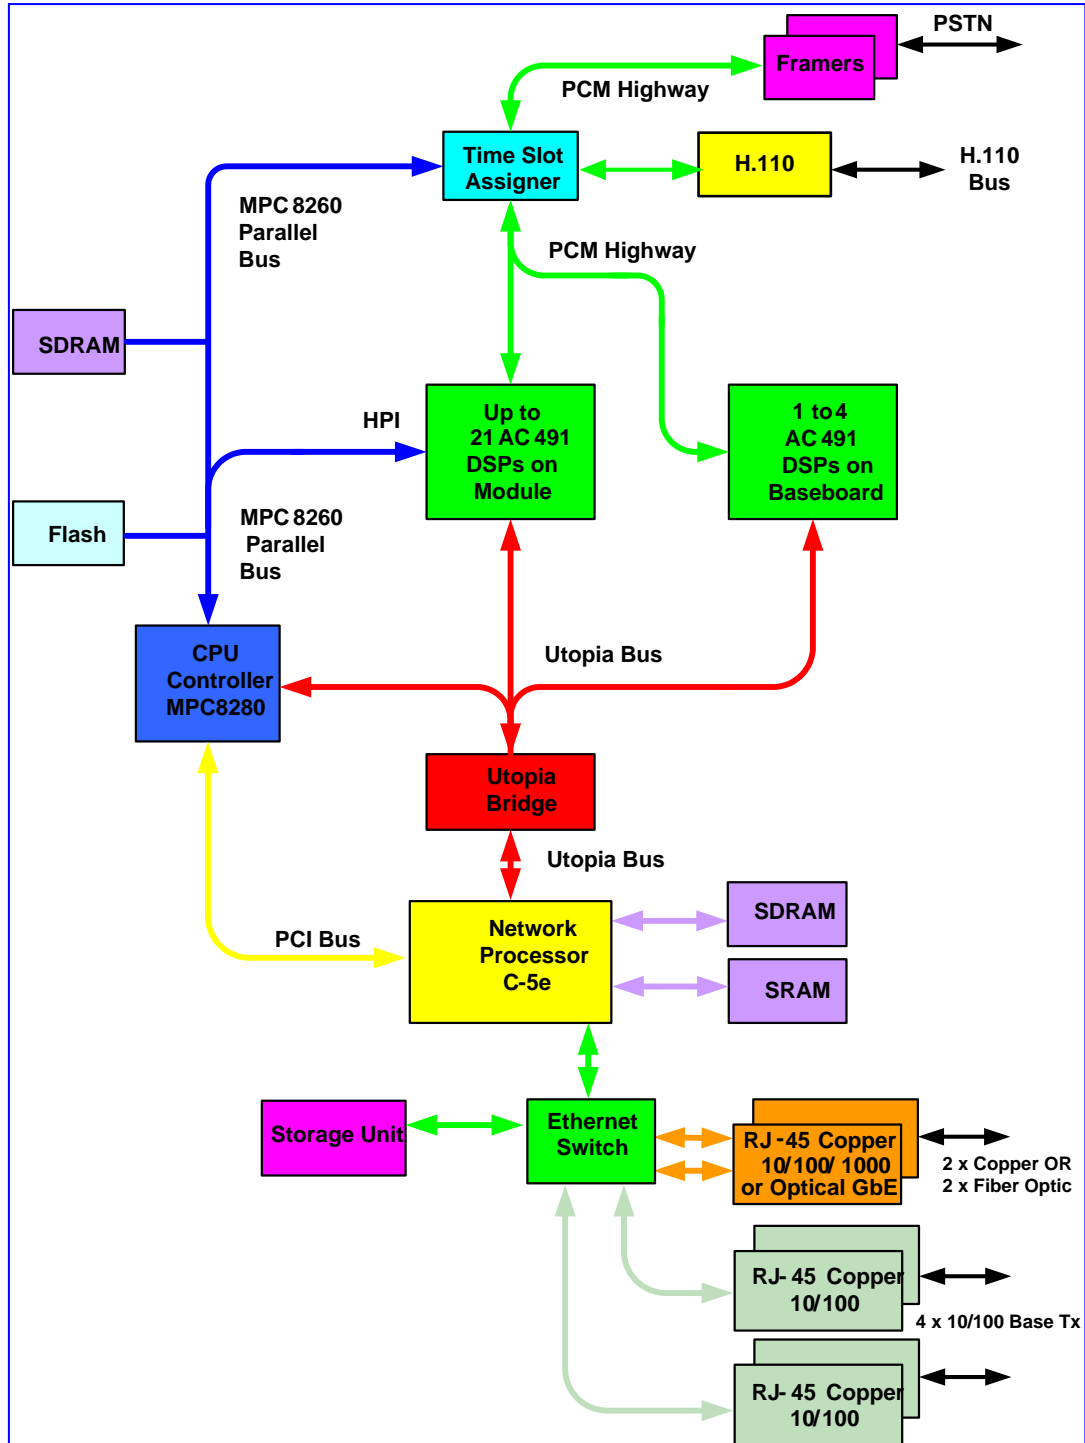 PSTN
Framers
PCM Highway
Time Slot
Assigner
H.110
H.110
Bus
MPC 8260
Parallel
Bus
PCM Highway
SDRAM
HPI
Up to
21 AC 491
DSPs on
Module
1 to 4
AC 491
DSPs on
Baseboard
Flash
MPC 8260
Parallel
Bus
CPU
Controller
MPC8280
Utopia Bus
Utopia
Bridge
Utopia Bus
SDRAM
PCI Bus
Network
Processor
C-5e
SRAM
Storage Unit
Ethernet
Switch
RJ-45 Copper
10/100/1000
or Optical GbE
2 x Copper OR
2 x Fiber Optic
RJ-45 Copper
10/100
4 x 10/100 Base Tx
RJ-45 Copper
10/100